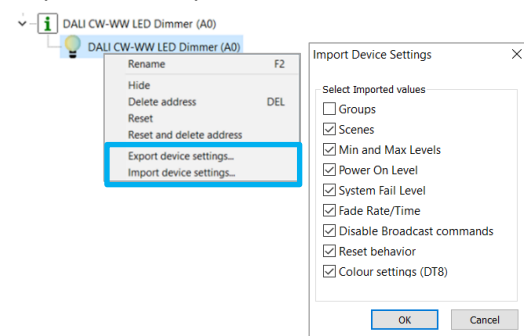 DALI CW-WW LED Dimmer (A0)
DALI CW-WW LED Dimmer (A0)
Rename F2
Hide
Delete address DEL
Reset
Reset and delete address
Export device settings...
Import device settings...
Import Device Settings
Select Imported values
Groups
Scenes
Min and Max Levels
Power On Level
System Fail Level
Fade Rate/Time
Disable Broadcast commands
Reset behavior
Colour settings (DT8)
OK Cancel